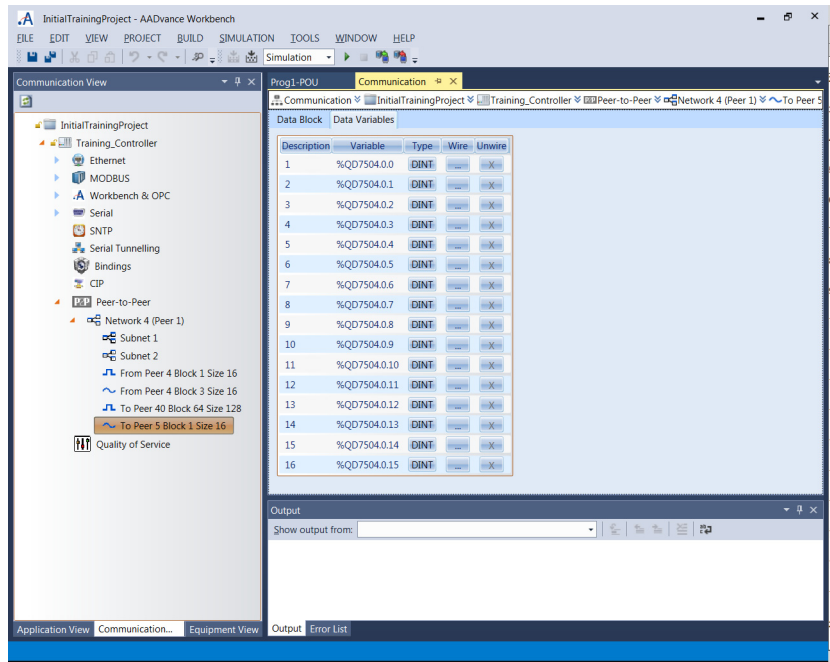 InitialTrainingProject - AADvance Workbench
FILE EDIT VIEW PROJECT BUILD SIMULATION TOOLS WINDOW HELP
Simulation
Communication View
InitialTrainingProject
Training_Controller
Ethernet
MODBUS
Workbench & OPC
Serial
SNTP
Serial Tunnelling
Bindings
CIP
P2P Peer-to-Peer
Network 4 (Peer 1)
Subnet 1
Subnet 2
From Peer 4 Block 1 Size 16
From Peer 4 Block 3 Size 16
To Peer 40 Block 64 Size 128
To Peer 5 Block 1 Size 16
Quality of Service
Application View Communication... Equipment View
Prog1-POU Communication
Communication InitialTrainingProject Training_Controller Peer-to-Peer Network 4 (Peer 1) To Peer 5
Data Block Data Variables
Description Variable Type Wire Unwire
1 %QD7504.0.0 DINT ... X
2 %QD7504.0.1 DINT ... X
3 %QD7504.0.2 DINT ... X
4 %QD7504.0.3 DINT ... X
5 %QD7504.0.4 DINT ... X
6 %QD7504.0.5 DINT ... X
7 %QD7504.0.6 DINT ... X
8 %QD7504.0.7 DINT ... X
9 %QD7504.0.8 DINT ... X
10 %QD7504.0.9 DINT ... X
11 %QD7504.0.10 DINT ... X
12 %QD7504.0.11 DINT ... X
13 %QD7504.0.12 DINT ... X
14 %QD7504.0.13 DINT ... X
15 %QD7504.0.14 DINT ... X
16 %QD7504.0.15 DINT ... X
Output
Show output from:
Output Error List